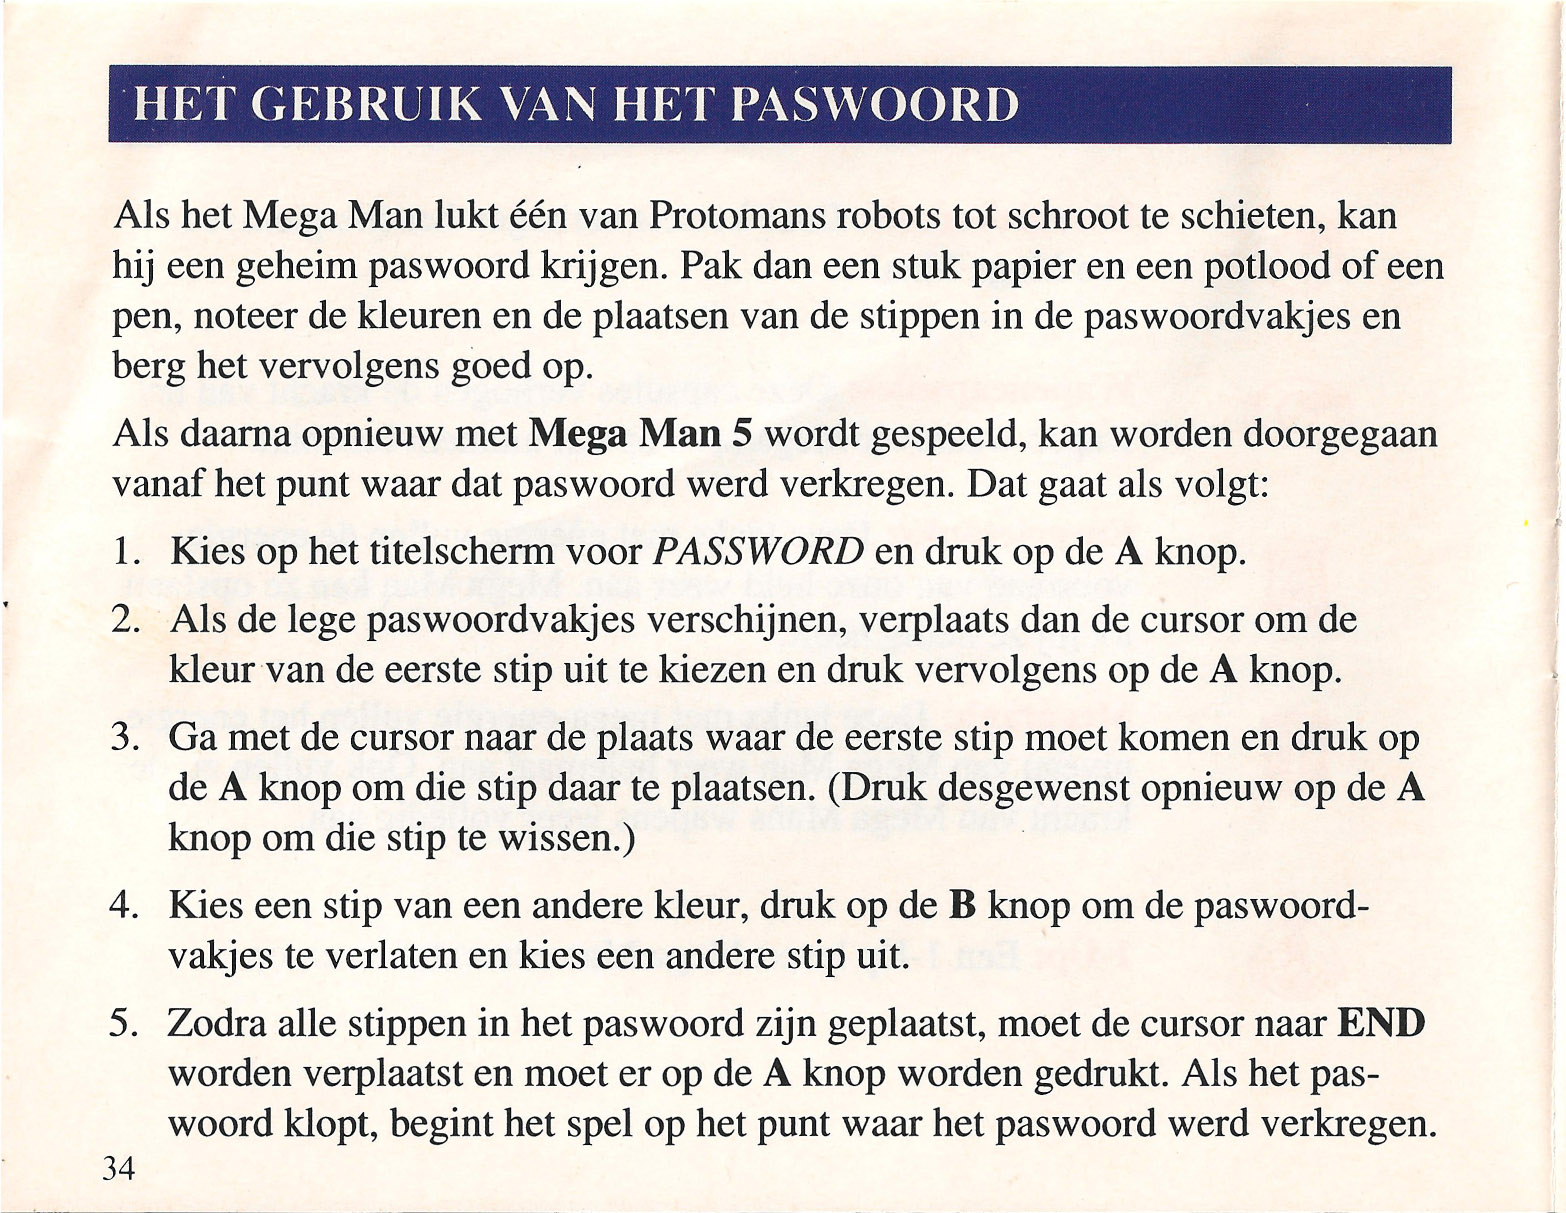 HET GEBRUIK VAN HET PASWOORD
Als het Mega Man lukt één van Protomans robots tot schroot te schieten, kan
hij een geheim paswoord krijgen. Pak dan een stuk papier en een potlood of een
pen, noteer de kleuren en de plaatsen van de stippen in de paswoordvakjes en
berg het vervolgens goed op.
Als daarna opnieuw met Mega Man 5 wordt gespeeld, kan worden doorgegaan
vanaf het punt waar dat paswoord werd verkregen. Dat gaat als volgt:
1. Kies op het titelscherm voor PASSWORD en druk op de A knop.
2. Als de lege paswoordvakjes verschijnen, verplaats dan de cursor om de
kleur van de eerste stip uit te kiezen en druk vervolgens op de A knop.
3. Ga met de cursor naar de plaats waar de eerste stip moet komen en druk op
de A knop om die stip daar te plaatsen. (Druk desgewenst opnieuw op de A
knop om die stip te wissen.)
4. Kies een stip van een andere kleur, druk op de B knop om de paswoord-
vakjes te verlaten en kies een andere stip uit.
5. Zodra alle stippen in het paswoord zijn geplaatst, moet de cursor naar END
worden verplaatst en moet er op de A knop worden gedrukt. Als het pas-
woord klopt, begint het spel op het punt waar het paswoord werd verkregen.
34